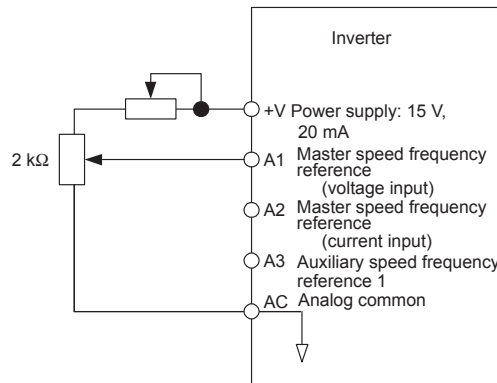 Inverter
+V Power supply: 15 V,
20 mA
2 kΩ
A1 Master speed frequency
reference
(voltage input)
A2 Master speed frequency
reference
(current input)
A3 Auxiliary speed frequency
reference 1
AC Analog common